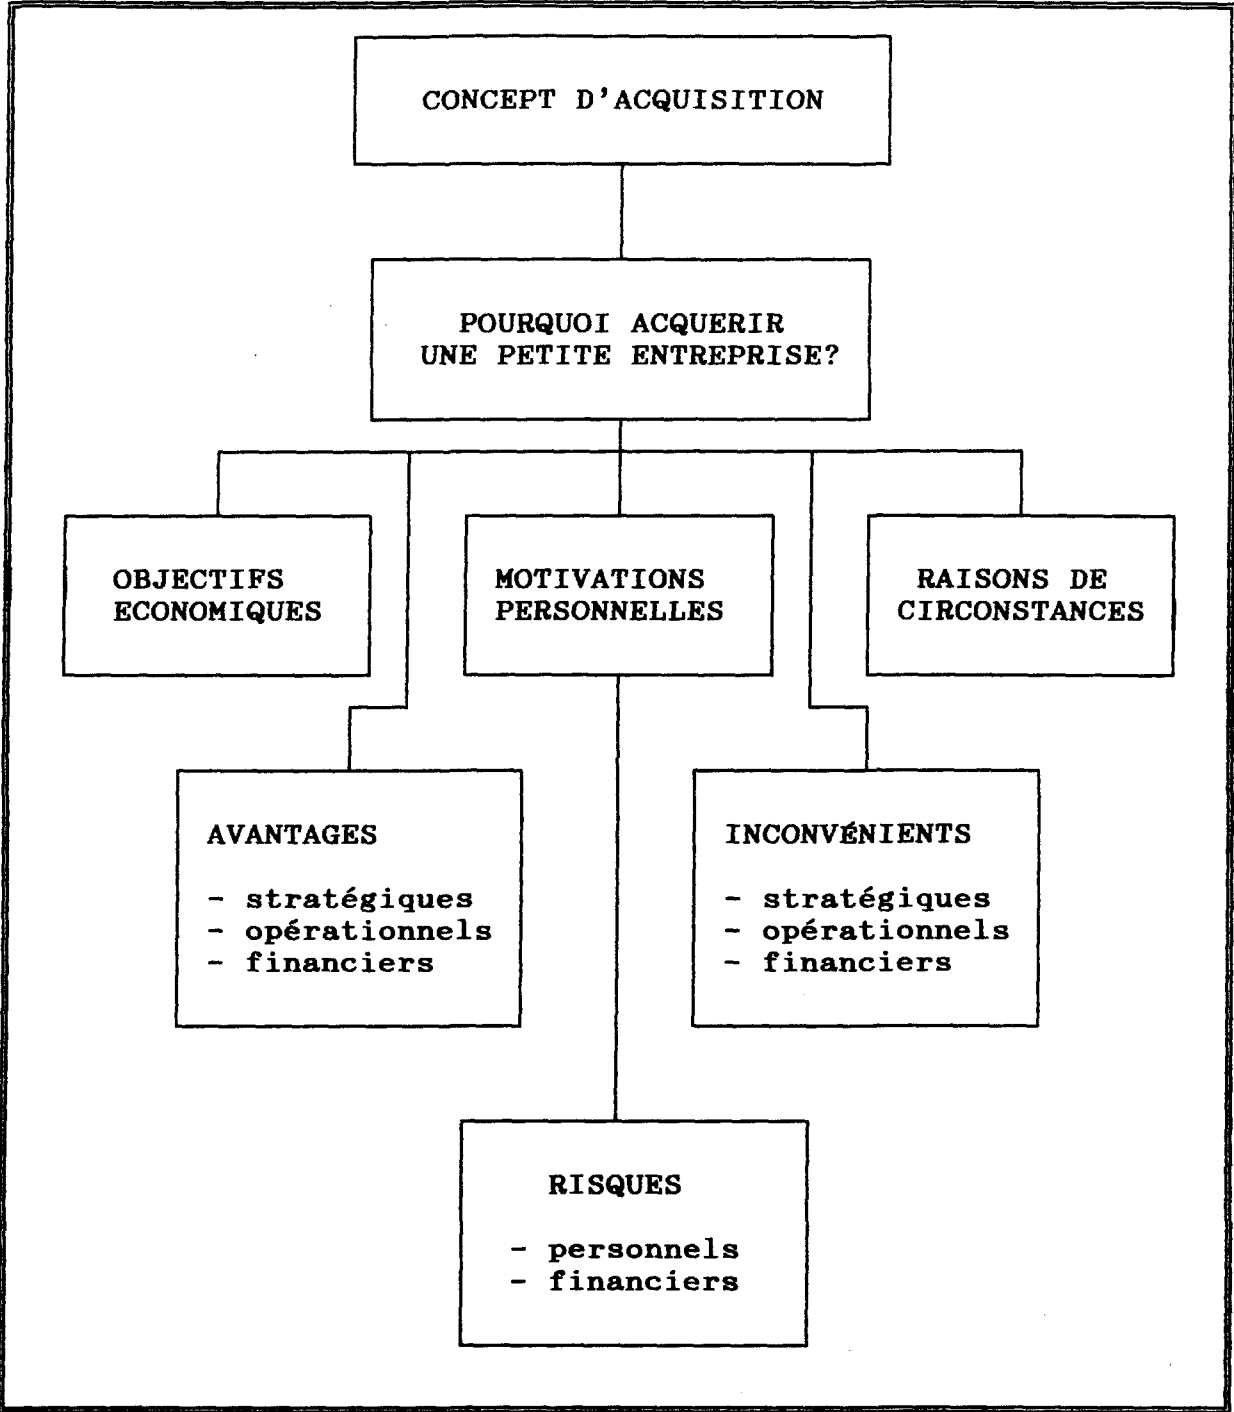 CONCEPT D'ACQUISITION
POURQUOI ACQUERIR
UNE PETITE ENTREPRISE?
OBJECTIFS
ECONOMIQUES
MOTIVATIONS
PERSONNELLES
RAISONS DE
CIRCONSTANCES
AVANTAGES
- stratégiques
- opérationnels
- financiers
INCONVÉNIENTS
- stratégiques
- opérationnels
- financiers
RISQUES
- personnels
- financiers